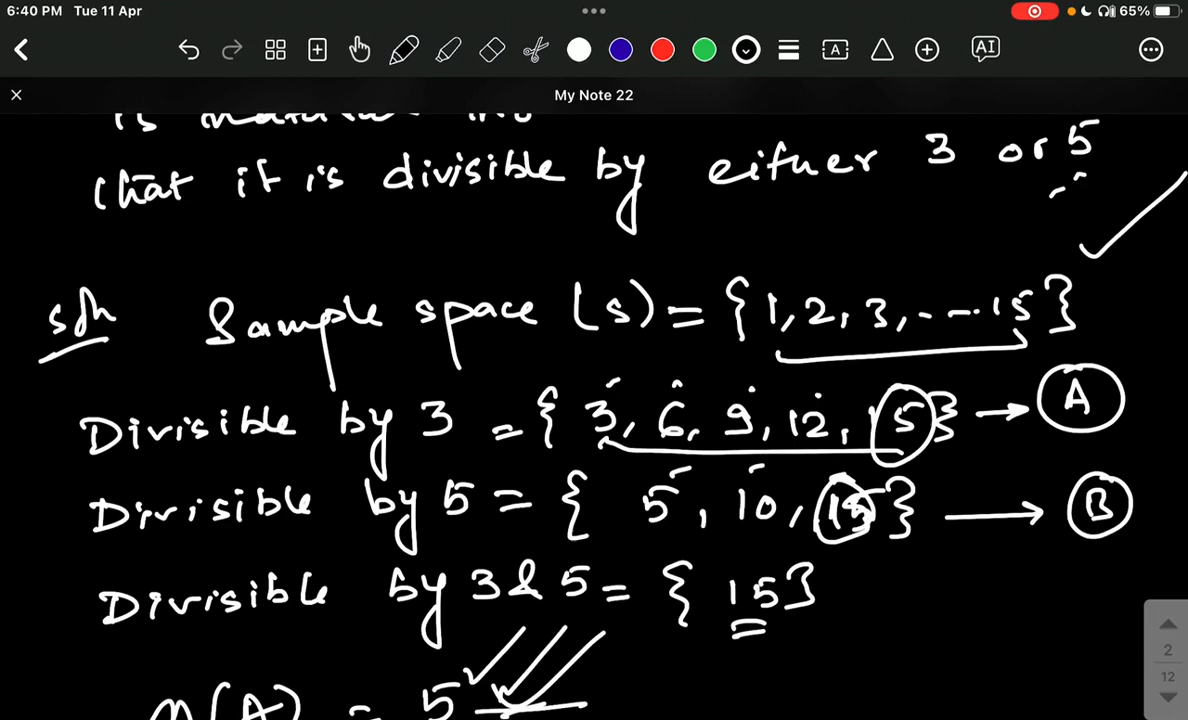 6:40 PM Tue 11 Apr
65%
A
AI
My Note 22
is
that it is divisible by either 3 or 5
soln Sample space (s) = { 1, 2, 3, - - . 15 }
Divisible by 3 = { 3, 6, 9, 12, 15 } → A
Divisible by 5 = { 5, 10, 15 } → B
Divisible by 3 & 5 = { 15 }
n(A) = 5
2
12